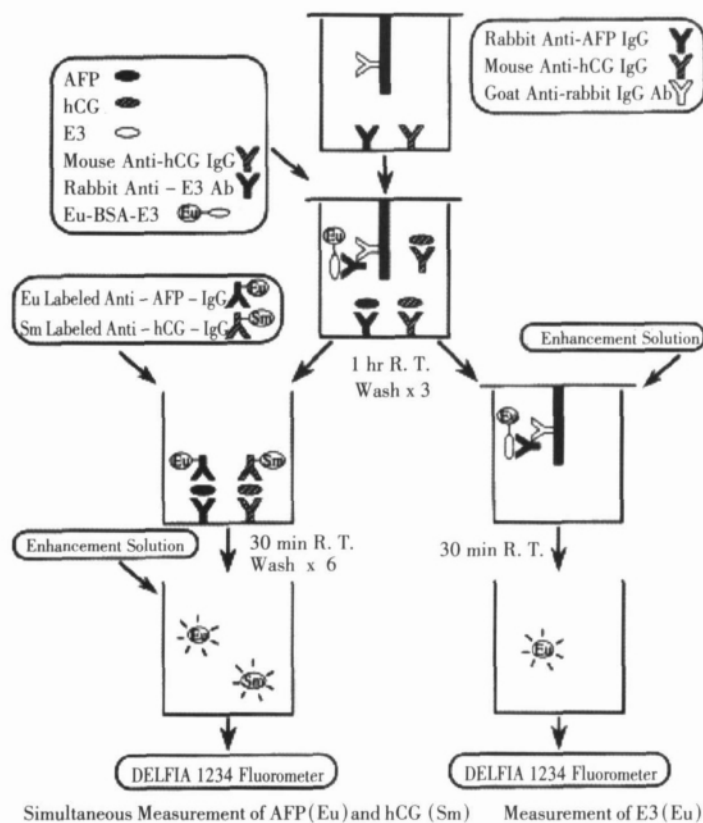 Rabbit Anti-AFP IgG
Mouse Anti-hCG IgG
Goat Anti-rabbit IgG Ab
AFP
hCG
E3
Mouse Anti-hCG IgG
Rabbit Anti - E3 Ab
Eu-BSA-E3 Eu
Eu
Eu Labeled Anti - AFP - IgG Eu
Sm Labeled Anti - hCG - IgG Sm
1 hr R. T.
Wash x 3
Enhancement Solution
Eu Sm
Eu
Enhancement Solution
30 min R. T.
Wash x 6
30 min R. T.
Eu
Sm
Eu
DELFIA 1234 Fluorometer
DELFIA 1234 Fluorometer
Simultaneous Measurement of AFP(Eu) and hCG (Sm)
Measurement of E3(Eu)